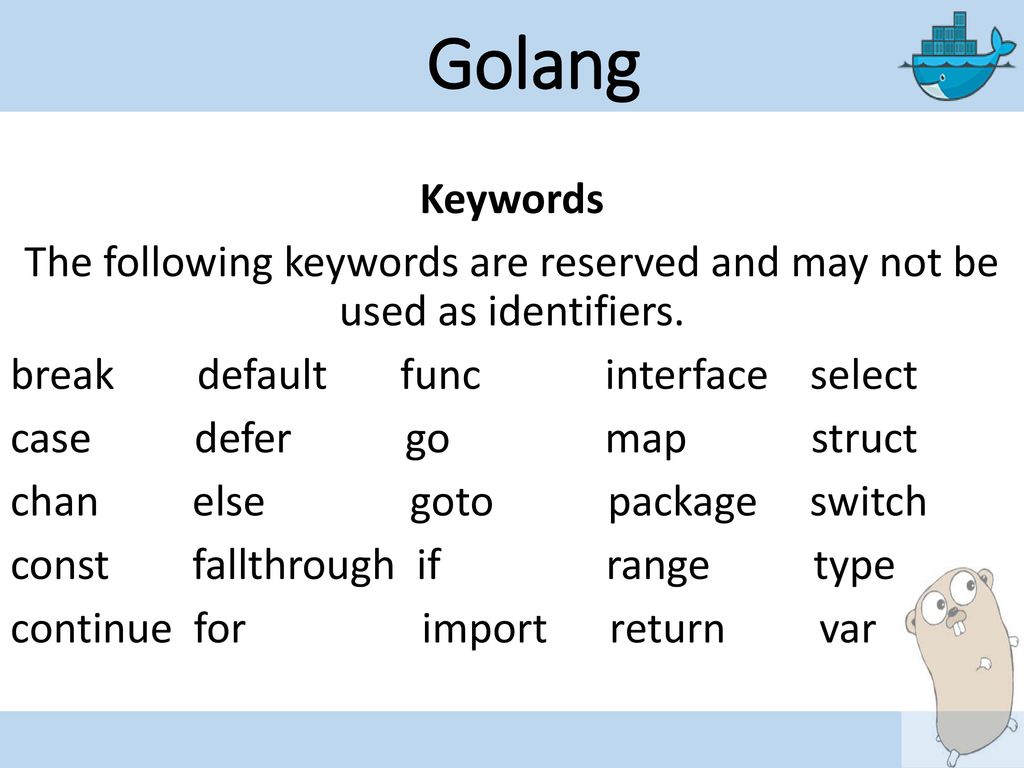 Golang
Keywords
The following keywords are reserved and may not be
used as identifiers.
break default func interface select
case defer go map struct
chan else goto package switch
const fallthrough if range type
continue for import return var